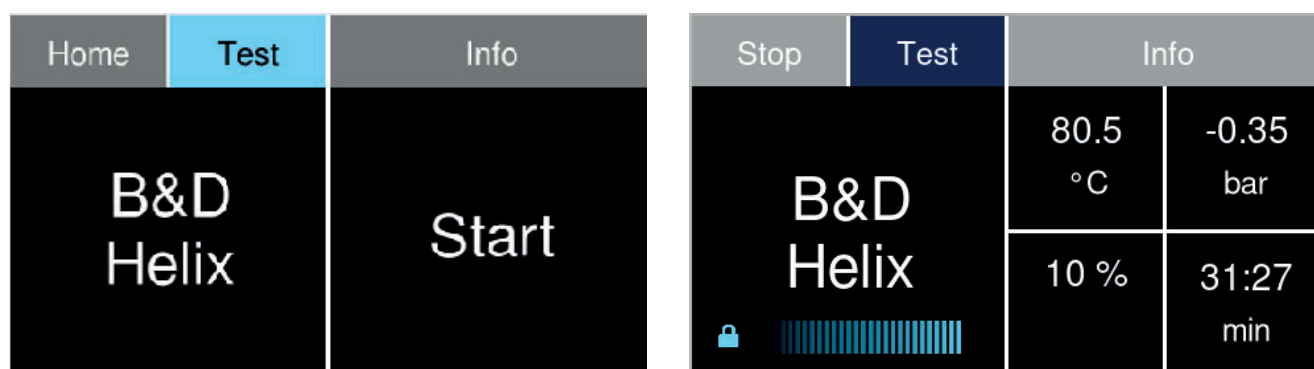 Home Test Info
B&D
Helix
Start
Stop Test Info
B&D
Helix
80.5
°C
-0.35
bar
10 %
31:27
min